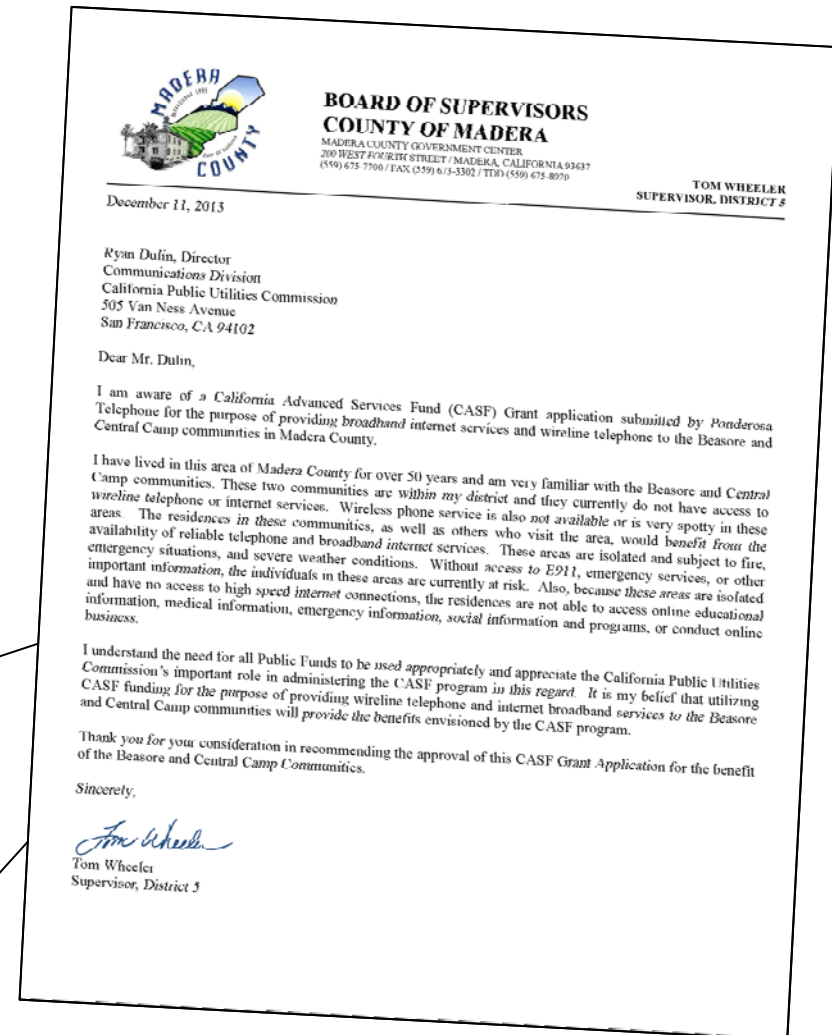 MADERA
COUNTY
BOARD OF SUPERVISORS
COUNTY OF MADERA
MADERA COUNTY GOVERNMENT CENTER
200 WEST FOURTH STREET / MADERA, CALIFORNIA 93637
(559) 675-7700 / FAX (559) 673-3302 / TDD (559) 675-8970
TOM WHEELER
SUPERVISOR, DISTRICT 5
December 11, 2013
Ryan Dulin, Director
Communications Division
California Public Utilities Commission
505 Van Ness Avenue
San Francisco, CA 94102
Dear Mr. Dulin,
I am aware of a California Advanced Services Fund (CASF) Grant application submitted by Ponderosa
Telephone for the purpose of providing broadband internet services and wireline telephone to the Beasore and
Central Camp communities in Madera County.
I have lived in this area of Madera County for over 50 years and am very familiar with the Beasore and Central
Camp communities. These two communities are within my district and they currently do not have access to
wireline telephone or internet services. Wireless phone service is also not available or is very spotty in these
areas. The residences in these communities, as well as others who visit the area, would benefit from the
availability of reliable telephone and broadband internet services. These areas are isolated and subject to fire,
emergency situations, and severe weather conditions. Without access to E911, emergency services, or other
important information, the individuals in these areas are currently at risk. Also, because these areas are isolated
and have no access to high speed internet connections, the residences are not able to access online educational
information, medical information, emergency information, social information and programs, or conduct online
business.
I understand the need for all Public Funds to be used appropriately and appreciate the California Public Utilities
Commission's important role in administering the CASF program in this regard. It is my belief that utilizing
CASF funding for the purpose of providing wireline telephone and internet broadband services to the Beasore
and Central Camp communities will provide the benefits envisioned by the CASF program.
Thank you for your consideration in recommending the approval of this CASF Grant Application for the benefit
of the Beasore and Central Camp Communities.
Sincerely,
Tom Wheeler
Tom Wheeler
Supervisor, District 5